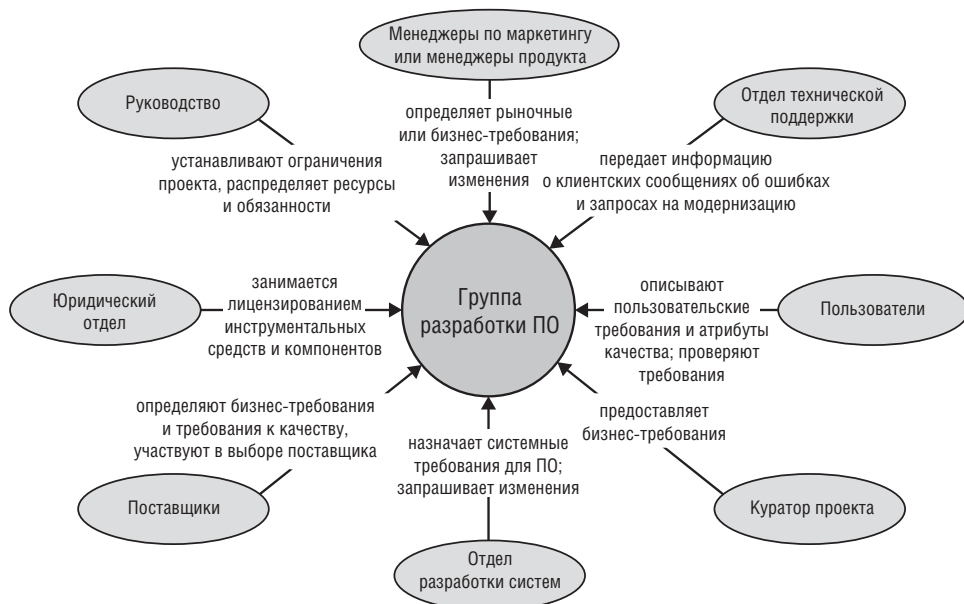 Менеджеры по маркетингу
или менеджеры продукта
Руководство
Отдел технической
поддержки
определяет рыночные
или бизнес-требования;
запрашивает
изменения
устанавливают ограничения
проекта, распределяет ресурсы
и обязанности
передает информацию
о клиентских сообщениях об ошибках
и запросах на модернизацию
Юридический
отдел
занимается
лицензированием
инструментальных
средств и компонентов
Группа
разработки ПО
описывают
пользовательские
требования и атрибуты
качества; проверяют
требования
Пользователи
определяют бизнес-требования
и требования к качеству,
участвуют в выборе поставщика
назначает системные
требования для ПО;
запрашивает изменения
предоставляет
бизнес-требования
Поставщики
Отдел
разработки систем
Куратор проекта